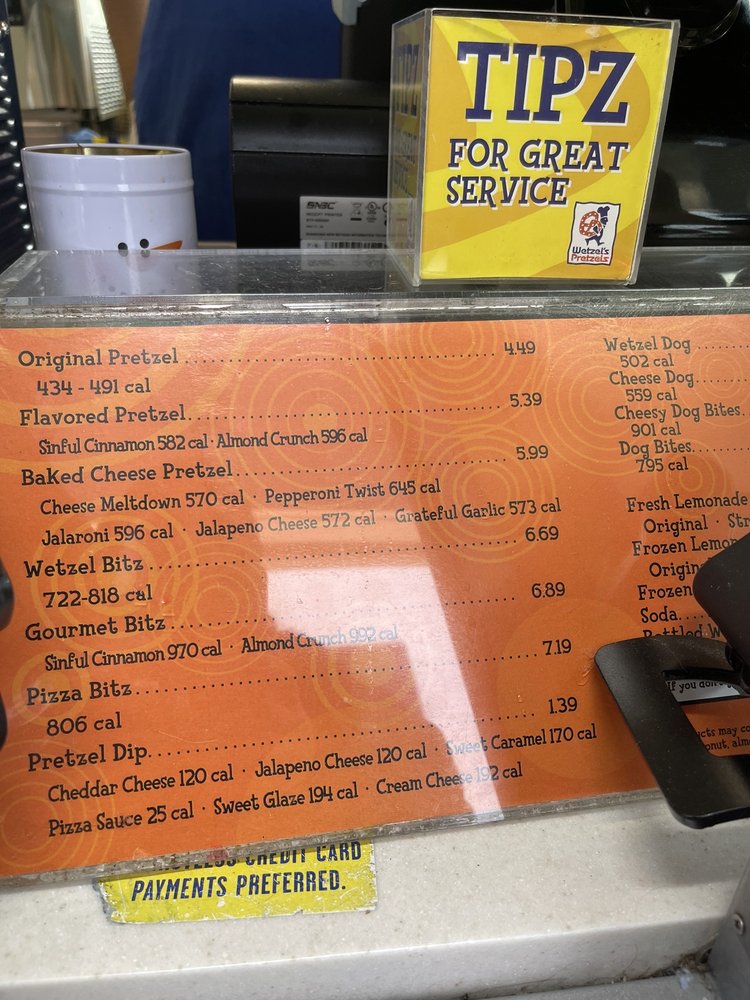 TIPZ
FOR GREAT
SERVICE
Wetzel's
Pretzels
Original Pretzel 4.49
434 - 491 cal
Flavored Pretzel 5.39
Sinful Cinnamon 582 cal · Almond Crunch 596 cal
Baked Cheese Pretzel 5.99
Cheese Meltdown 570 cal · Pepperoni Twist 645 cal
Jalaroni 596 cal · Jalapeno Cheese 572 cal · Grateful Garlic 573 cal
Wetzel Bitz 6.69
722-818 cal
Gourmet Bitz 6.89
Sinful Cinnamon 970 cal · Almond Crunch 992 cal
Pizza Bitz 7.19
806 cal
Pretzel Dip 1.39
Cheddar Cheese 120 cal · Jalapeno Cheese 120 cal · Sweet Caramel 170 cal
Pizza Sauce 25 cal · Sweet Glaze 194 cal · Cream Cheese 192 cal
Wetzel Dog
502 cal
Cheese Dog
559 cal
Cheesy Dog Bites
901 cal
Dog Bites
795 cal
Fresh Lemonade
Original ·
Frozen
Frozen
Soda
If you
may
CREDIT CARD
PAYMENTS PREFERRED.